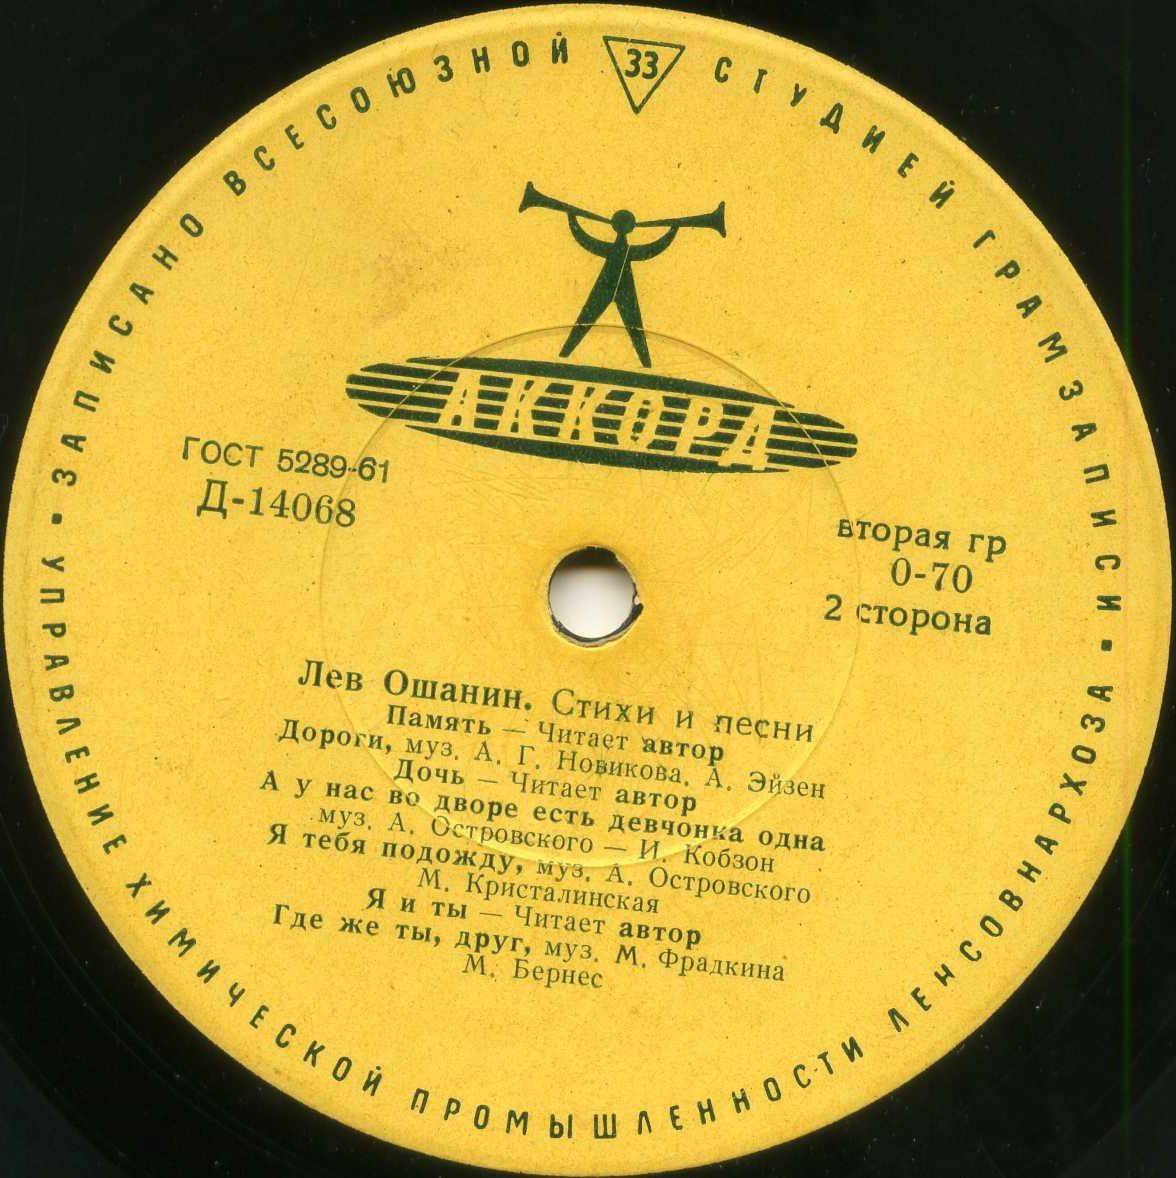 ЗАПИСАНО ВСЕСОЮЗНОЙ СТУДИЕЙ ГРАМЗАПИСИ
33
АККОРД
ГОСТ 5289-61
Д-14068
вторая гр
0-70
2 сторона
Лев Ошанин. Стихи и песни
Память — Читает автор
Дороги, муз. А. Г. Новикова, А. Эйзен
Дочь — Читает автор
А у нас во дворе есть девчонка одна
муз. А. Островского — И. Кобзон
Я тебя подожду, муз. А. Островского
М. Кристалинская
Я и ты — Читает автор
Где же ты, друг, муз. М. Фрадкина
М. Бернес
УПРАВЛЕНИЕ ХИМИЧЕСКОЙ ПРОМЫШЛЕННОСТИ ЛЕНСОВНАРХОЗА